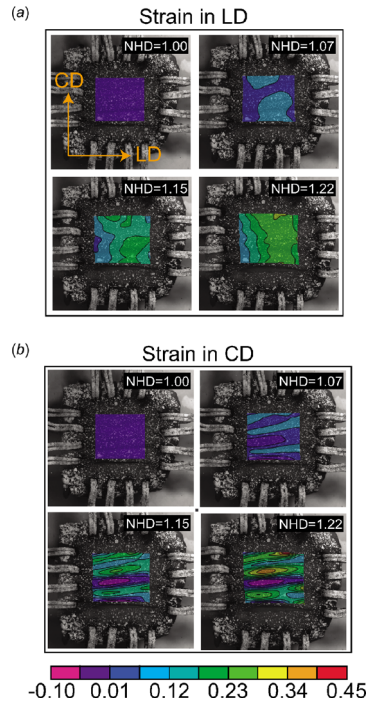 (a)
Strain in LD
NHD=1.00
NHD=1.07
CD
LD
NHD=1.15
NHD=1.22
(b)
Strain in CD
NHD=1.00
NHD=1.07
NHD=1.15
NHD=1.22
-0.10 0.01 0.12 0.23 0.34 0.45